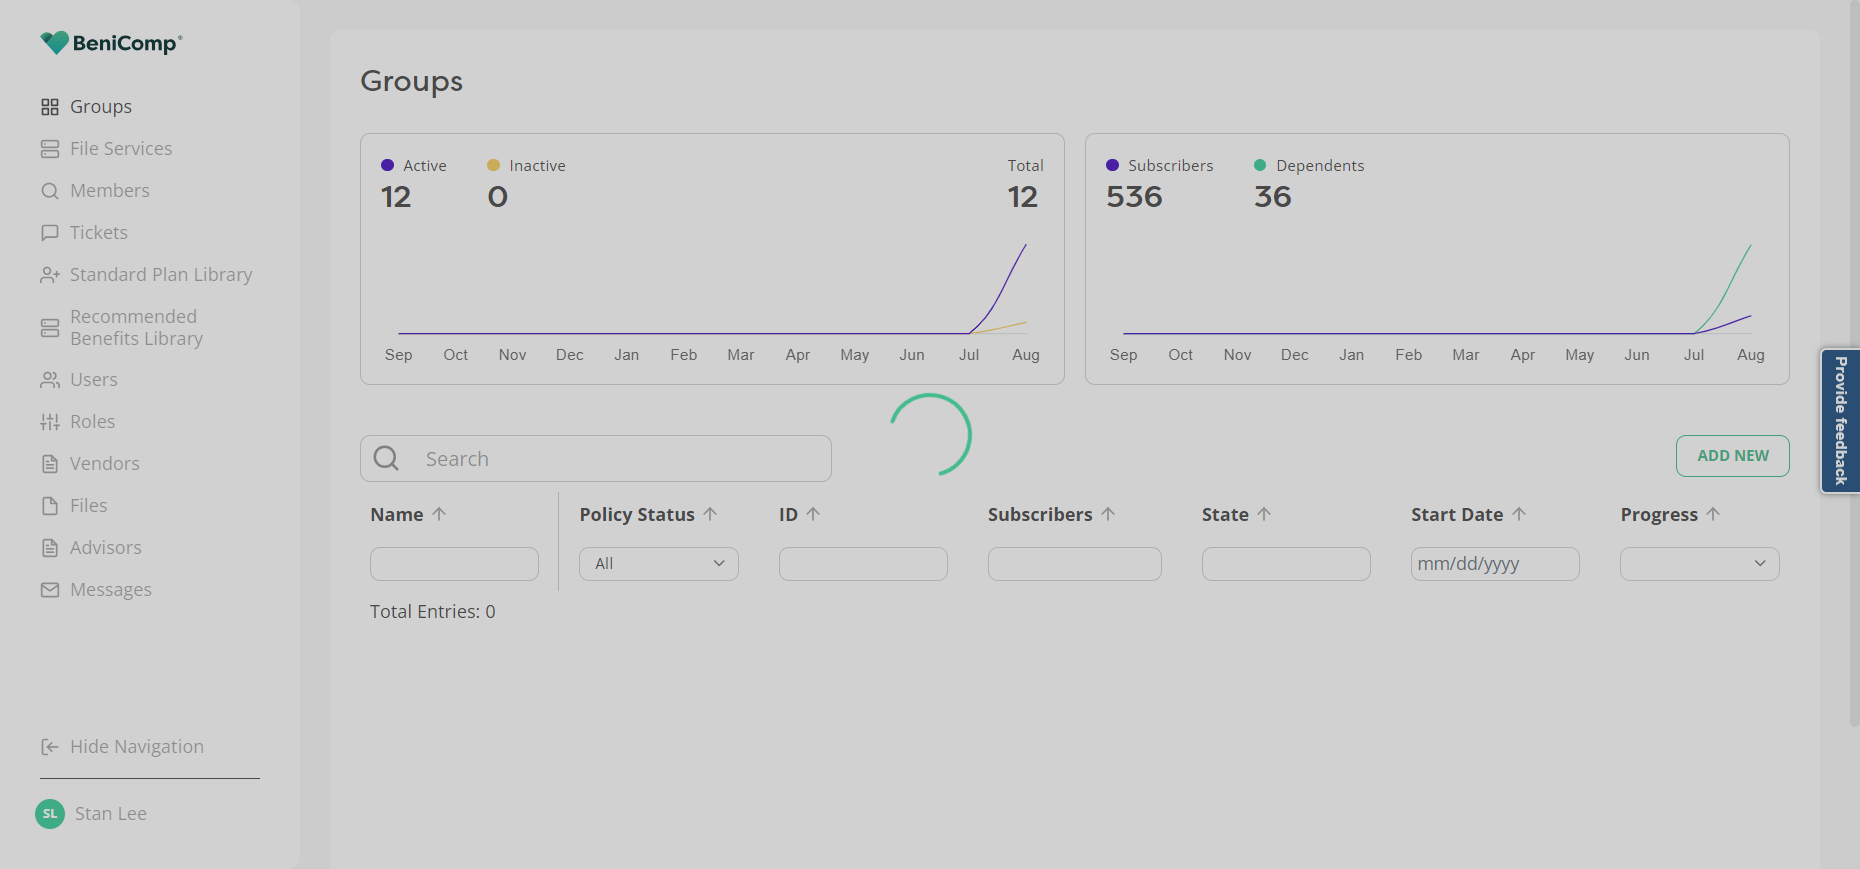 BeniComp®
Groups
File Services
Members
Tickets
Standard Plan Library
Recommended
Benefits Library
Users
Roles
Vendors
Files
Advisors
Messages
Hide Navigation
SL Stan Lee
Groups
Active Inactive Total
12 0 12
Sep Oct Nov Dec Jan Feb Mar Apr May Jun Jul Aug
Subscribers Dependents
536 36
Sep Oct Nov Dec Jan Feb Mar Apr May Jun Jul Aug
Search
ADD NEW
Name Policy Status ID Subscribers State Start Date Progress
All mm/dd/yyyy
Total Entries: 0
Provide feedback